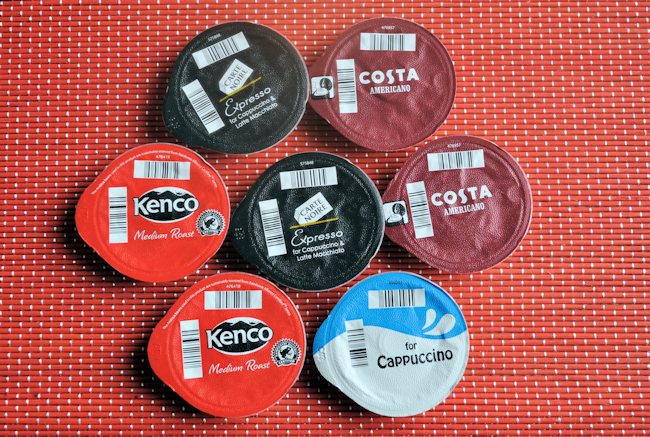 CARTE
NOIRE
Expresso
for Cappuccino &
Latte Macchiato
COSTA
AMERICANO
Kenco
Medium Roast
CARTE
NOIRE
Expresso
for Cappuccino &
Latte Macchiato
COSTA
AMERICANO
Kenco
Medium Roast
for
Cappuccino